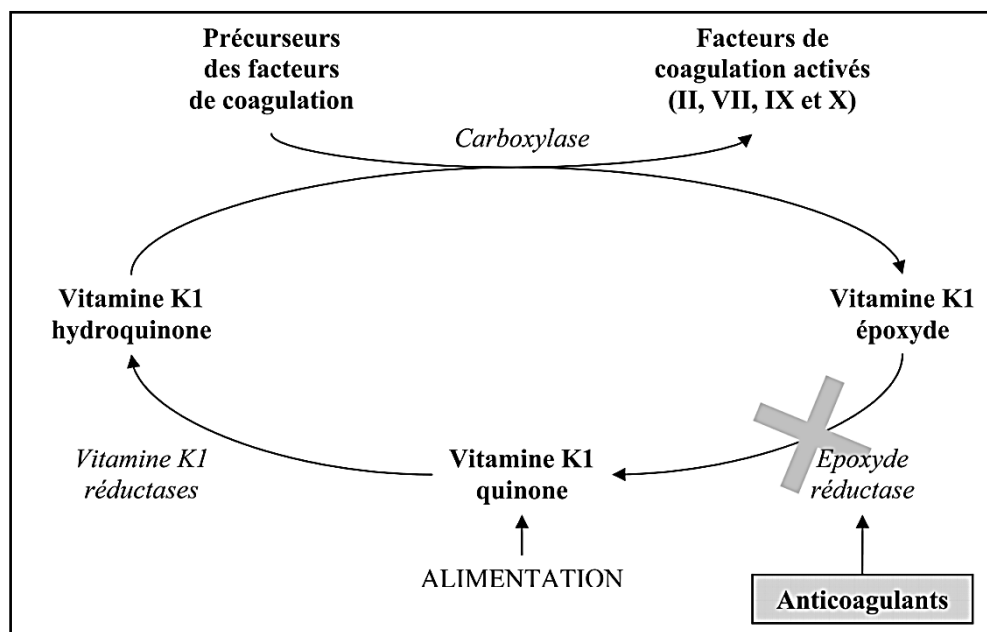 Précurseurs
des facteurs
de coagulation
Facteurs de
coagulation activés
(II, VII, IX et X)
Carboxylase
Vitamine K1
hydroquinone
Vitamine K1
époxyde
Vitamine K1
réductases
Vitamine K1
quinone
Epoxyde
réductase
ALIMENTATION
Anticoagulants